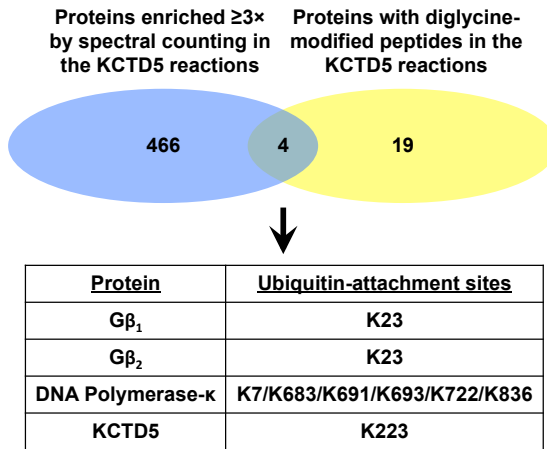 Proteins enriched ≥3×
by spectral counting in
the KCTD5 reactions
Proteins with diglycine-
modified peptides in the
KCTD5 reactions
466
4
19
Protein
Ubiquitin-attachment sites
Gβ₁
K23
Gβ₂
K23
DNA Polymerase-κ
K7/K683/K691/K693/K722/K836
KCTD5
K223